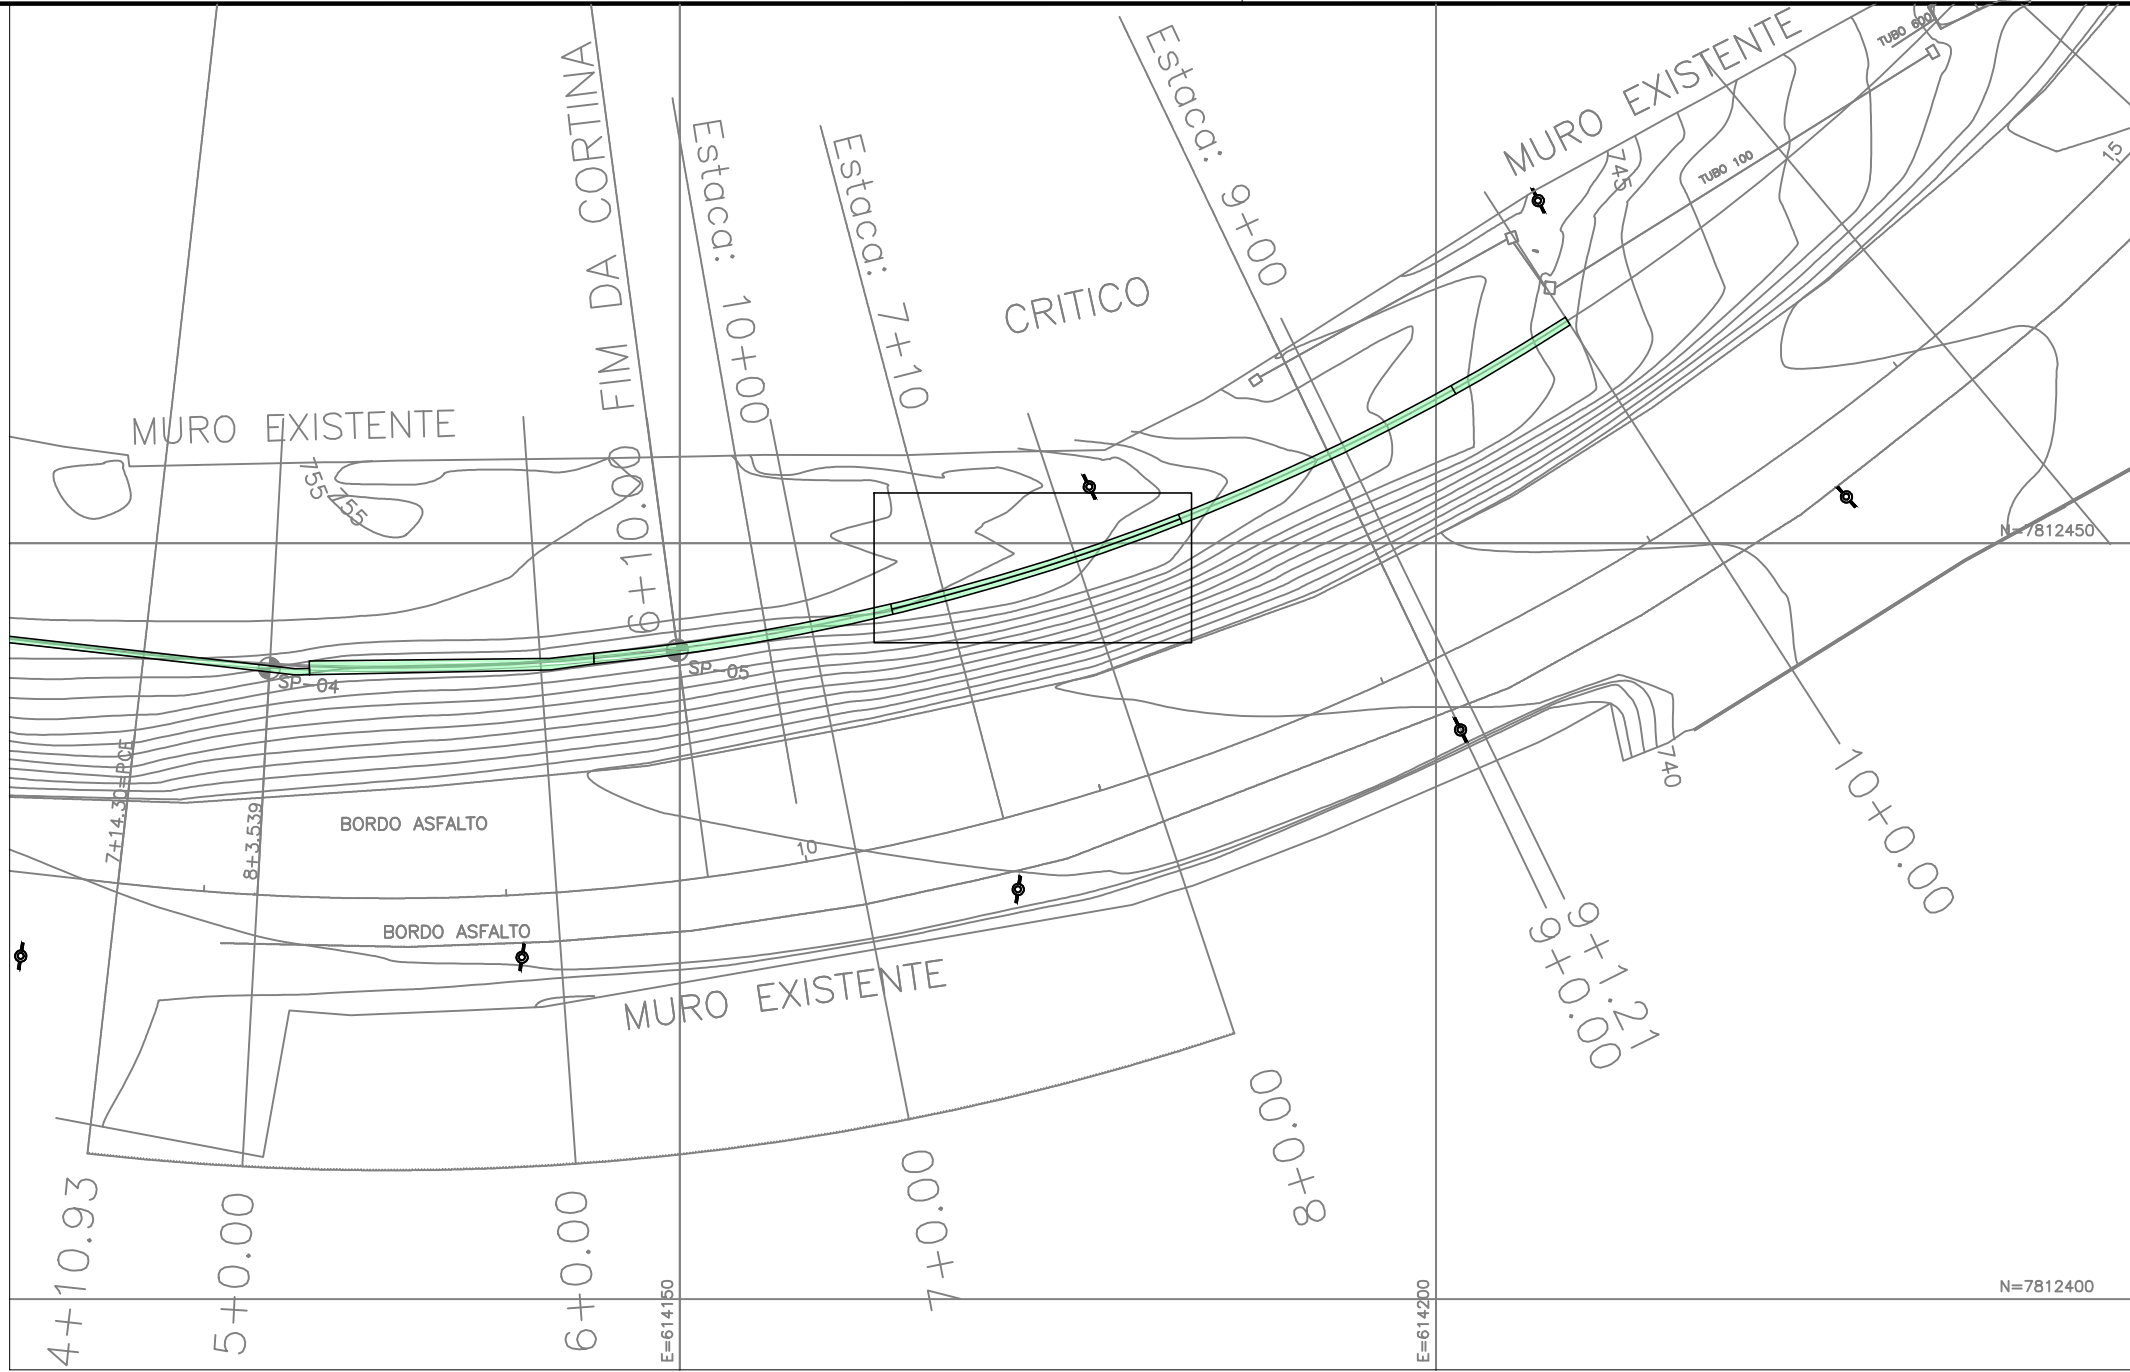 TUBO 600
MURO EXISTENTE
Estaca: 9+00
FIM DA CORTINA
Estaca: 10+00
Estaca: 7+10
745
TUBO 100
15
CRITICO
MURO EXISTENTE
755
755
6+10.00
N=7812450
SP-04
SP-05
7+14.30=PCE
8+3.539
740
BORDO ASFALTO
10
10+0.00
BORDO ASFALTO
9+1.21
9+0.00
MURO EXISTENTE
8+0.00
7+0.00
4+10.93
5+0.00
6+0.00
E=614150
E=614200
N=7812400